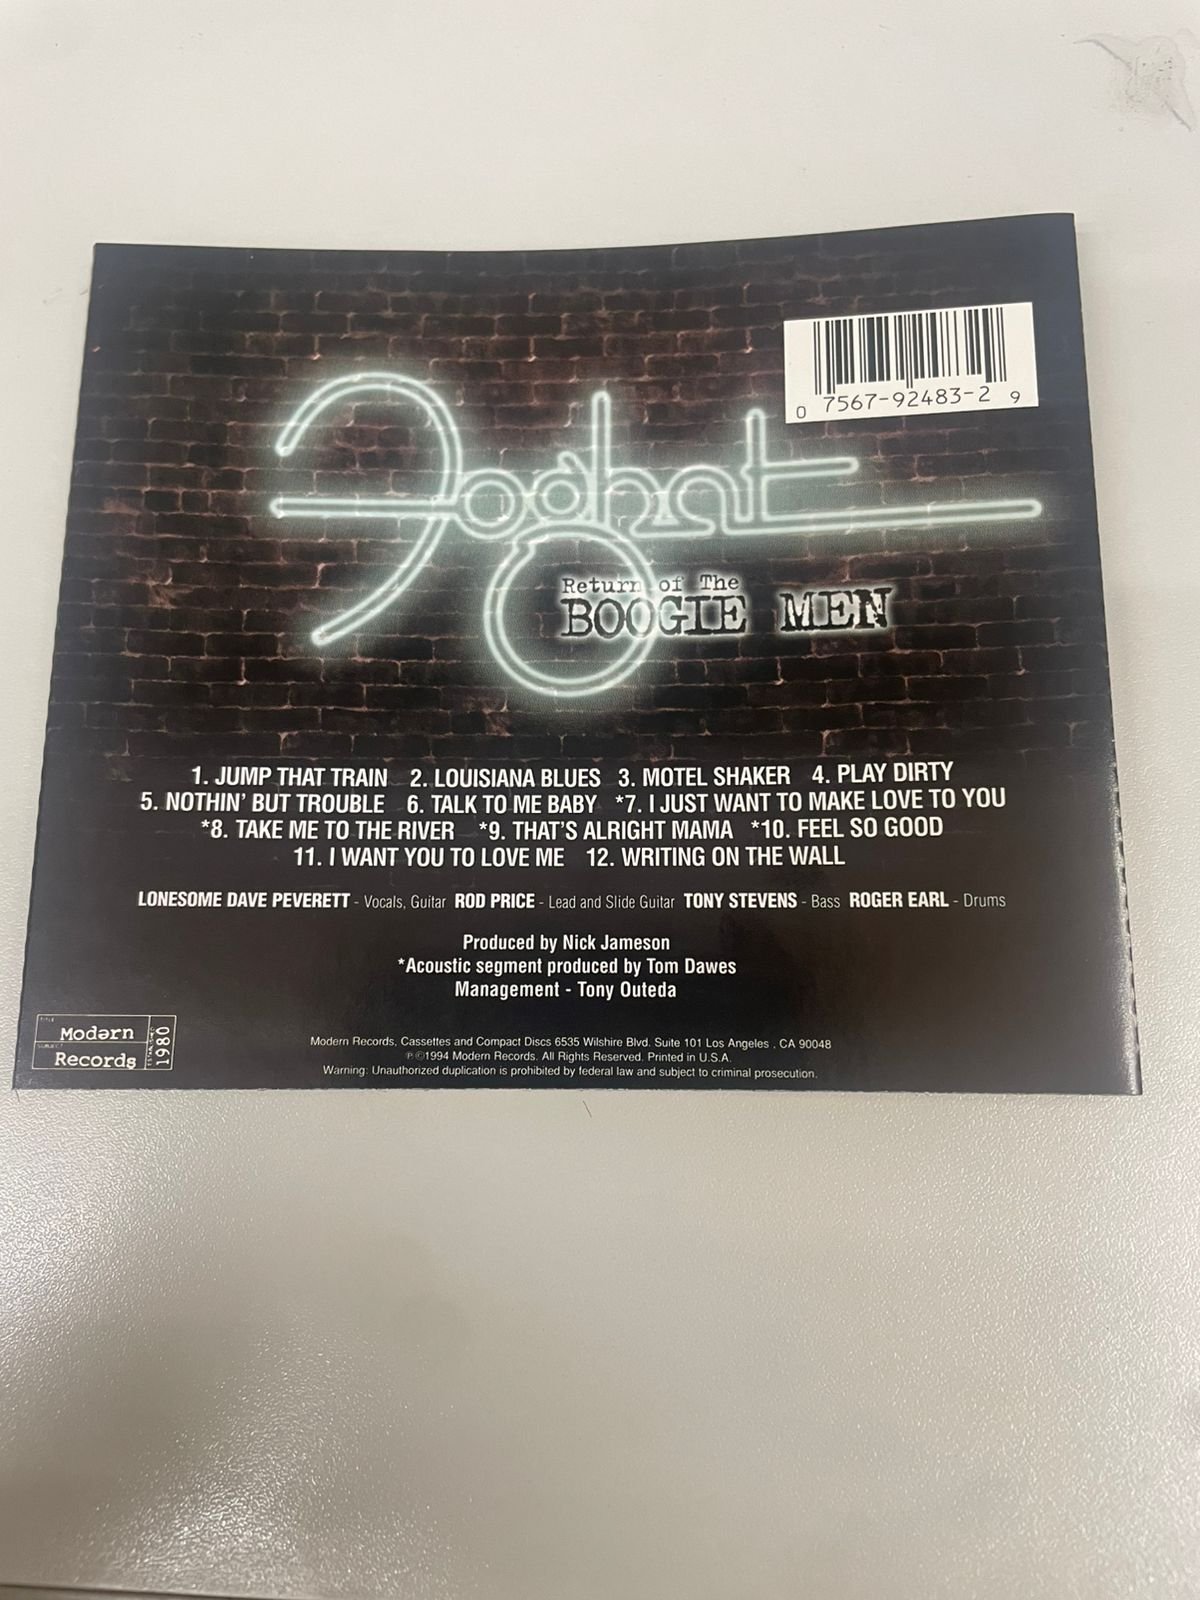 0 7567-92483-2 9
Foghat
Return of The
BOOGIE MEN
1. JUMP THAT TRAIN 2. LOUISIANA BLUES 3. MOTEL SHAKER 4. PLAY DIRTY
5. NOTHIN' BUT TROUBLE 6. TALK TO ME BABY *7. I JUST WANT TO MAKE LOVE TO YOU
*8. TAKE ME TO THE RIVER *9. THAT'S ALRIGHT MAMA *10. FEEL SO GOOD
11. I WANT YOU TO LOVE ME 12. WRITING ON THE WALL
LONESOME DAVE PEVERETT - Vocals, Guitar ROD PRICE - Lead and Slide Guitar TONY STEVENS - Bass ROGER EARL - Drums
Produced by Nick Jameson
*Acoustic segment produced by Tom Dawes
Management - Tony Outeda
TITLE
Modərn
SUBJECT
Records
ESTABLISHED
1980
Modern Records, Cassettes and Compact Discs 6535 Wilshire Blvd. Suite 101 Los Angeles , CA 90048
℗©1994 Modern Records. All Rights Reserved. Printed in U.S.A.
Warning: Unauthorized duplication is prohibited by federal law and subject to criminal prosecution.